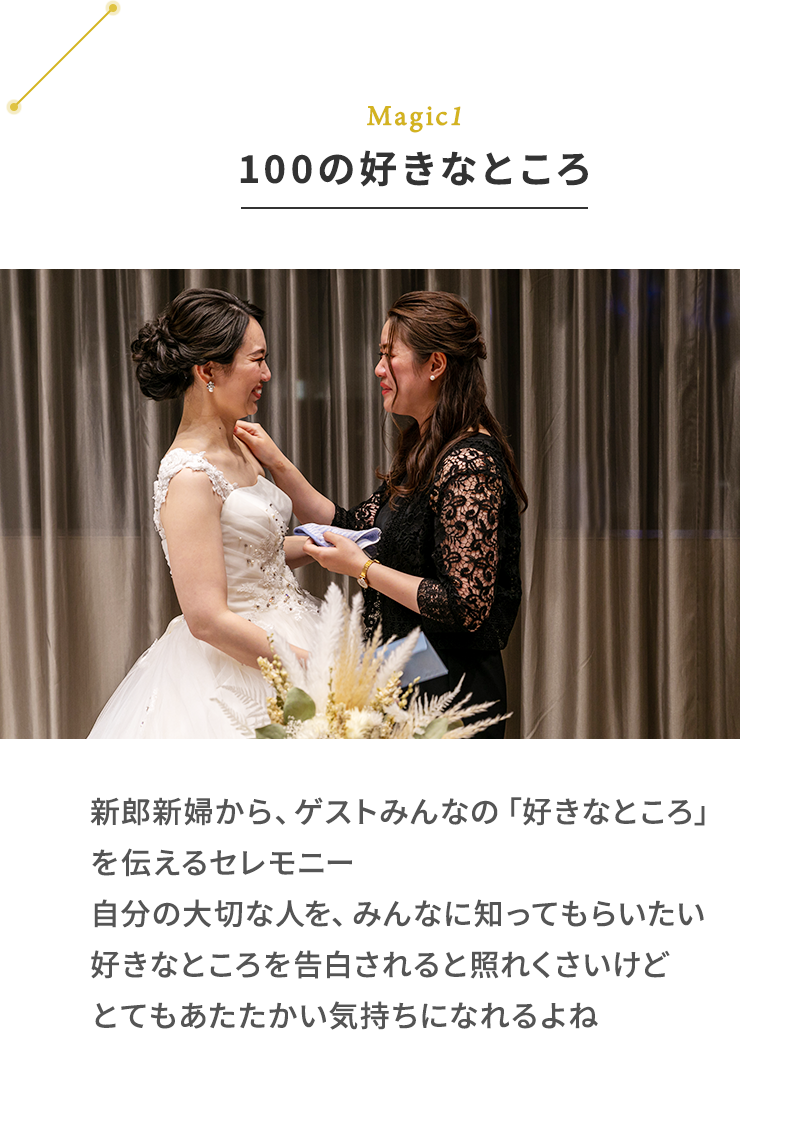 Magic1
100の好きなところ
新郎新婦から、ゲストみんなの「好きなところ」
を伝えるセレモニー
自分の大切な人を、みんなに知ってもらいたい
好きなところを告白されると照れくさいけど
とてもあたたかい気持ちになれるよね